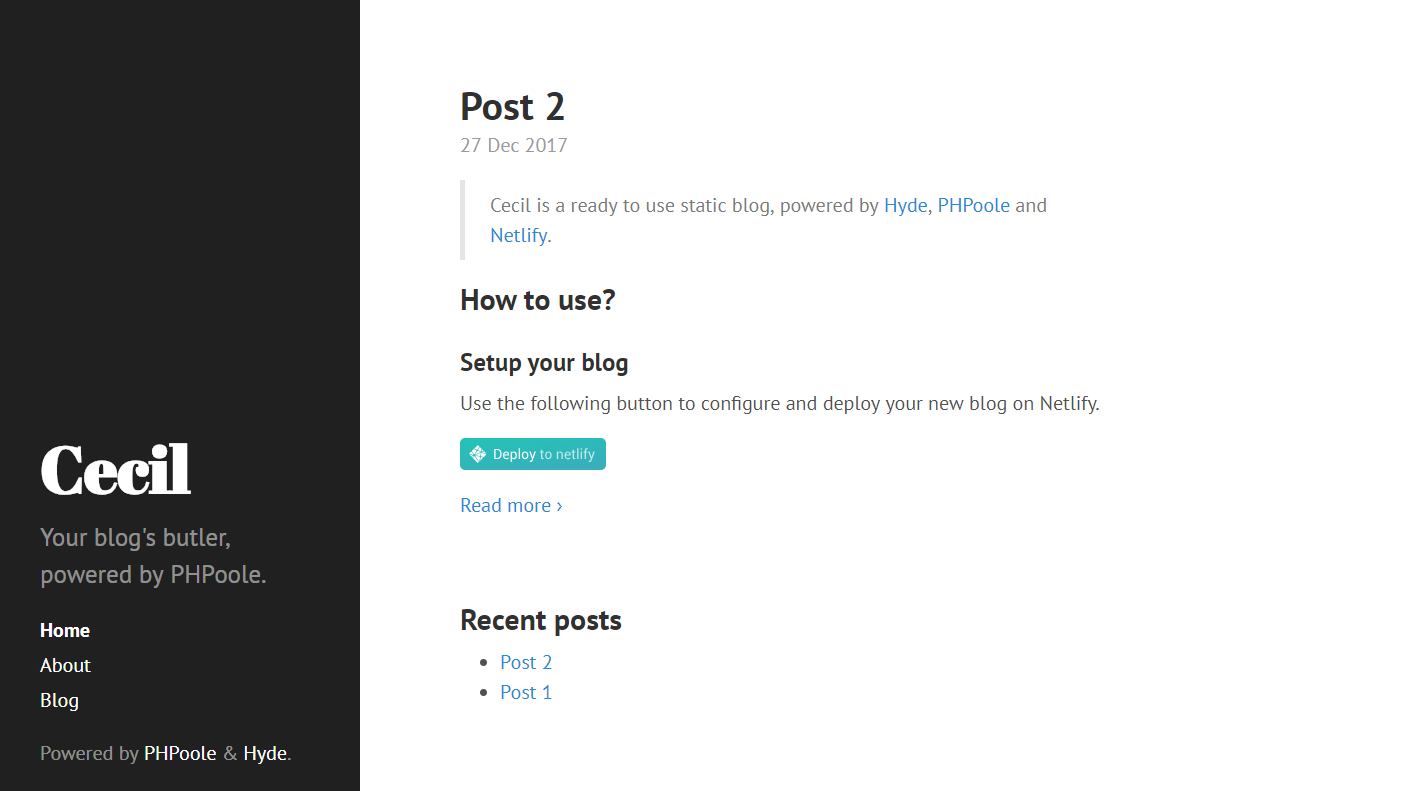 Cecil
Your blog's butler,
powered by PHPoole.
Home
About
Blog
Powered by PHPoole & Hyde.
Post 2
27 Dec 2017
Cecil is a ready to use static blog, powered by Hyde, PHPoole and
Netlify.
How to use?
Setup your blog
Use the following button to configure and deploy your new blog on Netlify.
Deploy to netlify
Read more ›
Recent posts
• Post 2
• Post 1